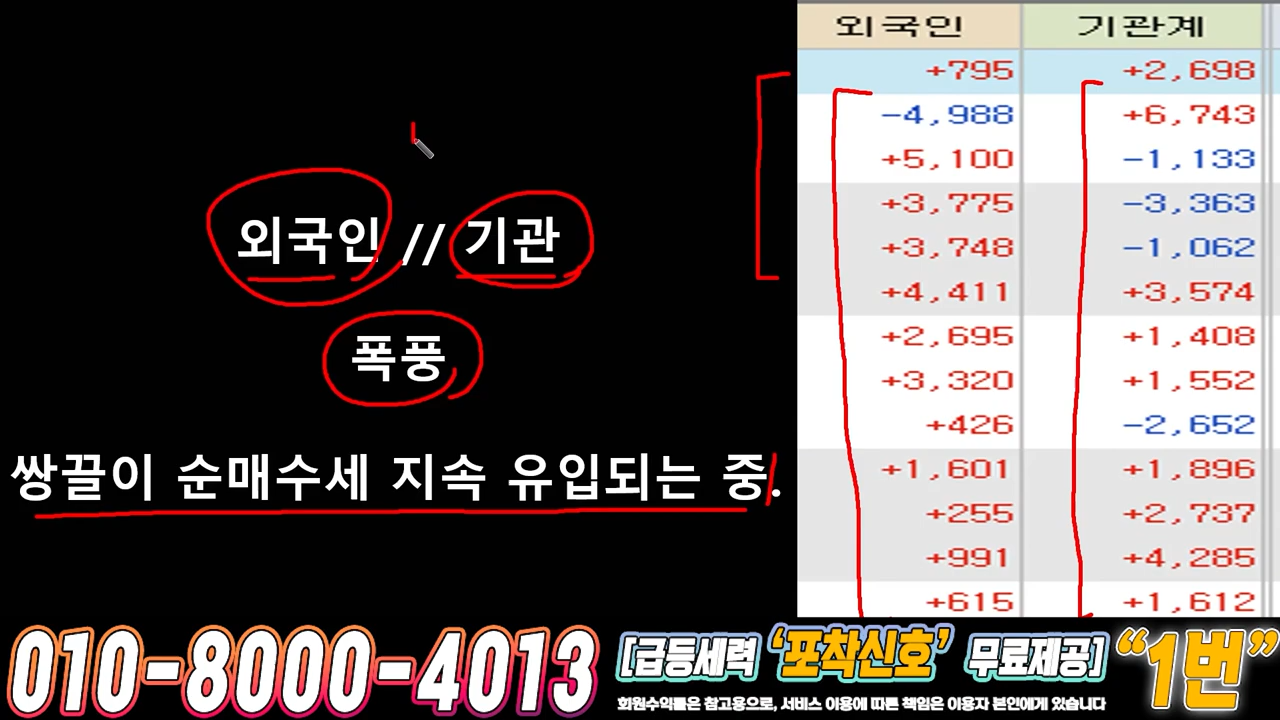 외국인 // 기관
폭풍
쌍끌이 순매수세 지속 유입되는 중.
외국인 기관계
+795 +2,698
-4,988 +6,743
+5,100 -1,133
+3,775 -3,363
+3,748 -1,062
+4,411 +3,574
+2,695 +1,408
+3,320 +1,552
+426 -2,652
+1,601 +1,896
+255 +2,737
+991 +4,285
+615 +1,612
010-8000-4013
[급등세력 '포착신호' 무료제공] "1번"
회원수익률은 참고용으로, 서비스 이용에 따른 책임은 이용자 본인에게 있습니다